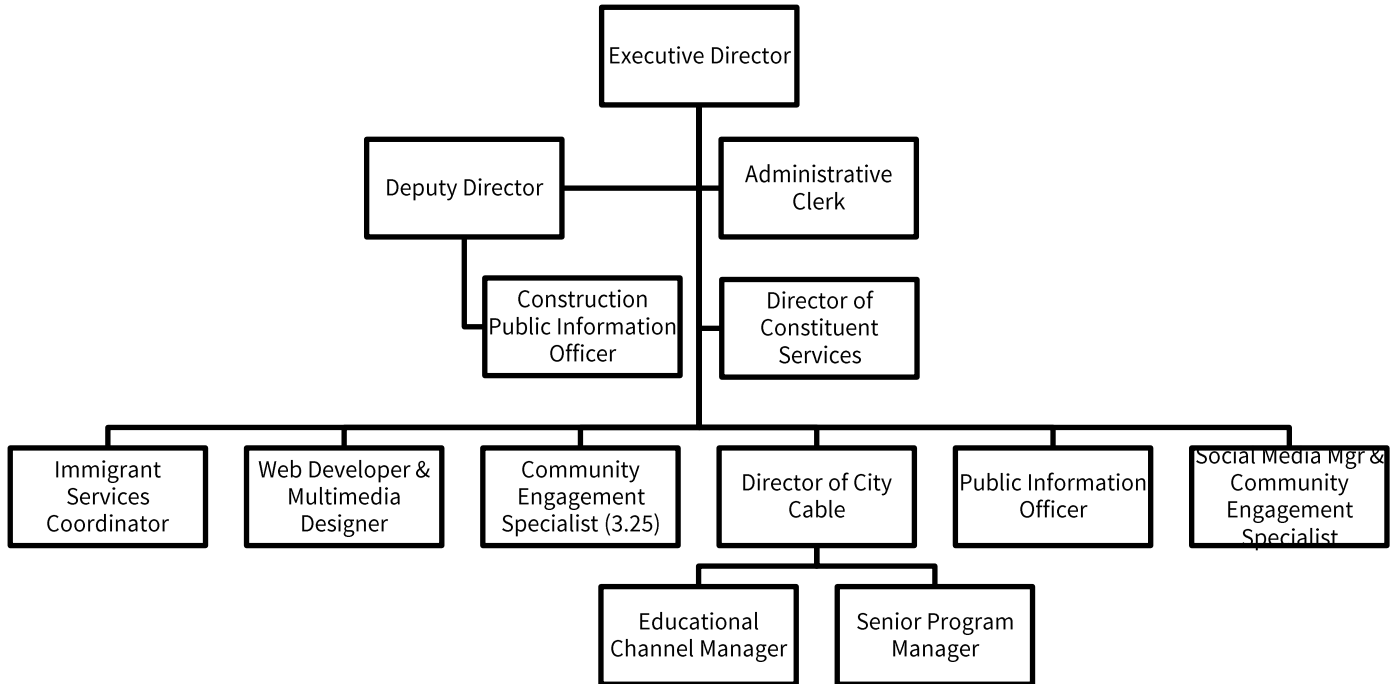 Executive Director
Deputy Director
Administrative
Clerk
Construction
Public Information
Officer
Director of
Constituent
Services
Immigrant
Services
Coordinator
Web Developer &
Multimedia
Designer
Community
Engagement
Specialist (3.25)
Director of City
Cable
Public Information
Officer
Social Media Mgr &
Community
Engagement
Specialist
Educational
Channel Manager
Senior Program
Manager